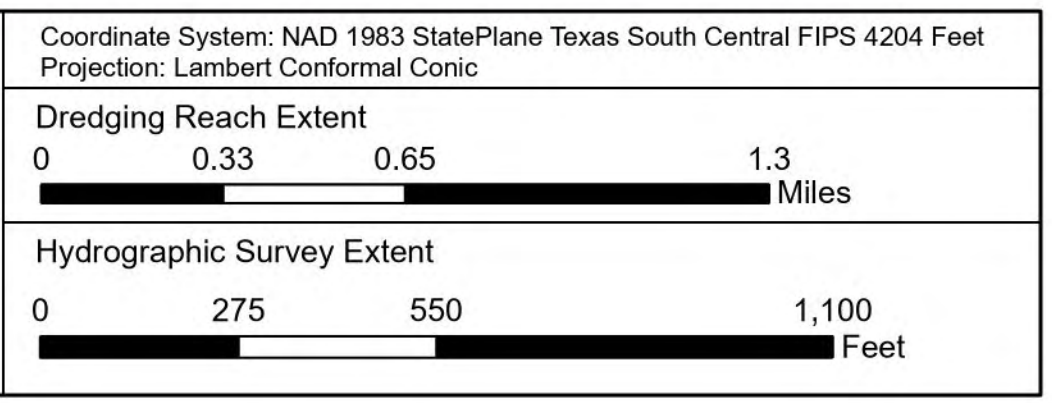 Coordinate System: NAD 1983 StatePlane Texas South Central FIPS 4204 Feet
Projection: Lambert Conformal Conic
Dredging Reach Extent
0 0.33 0.65 1.3
Miles
Hydrographic Survey Extent
0 275 550 1,100
Feet